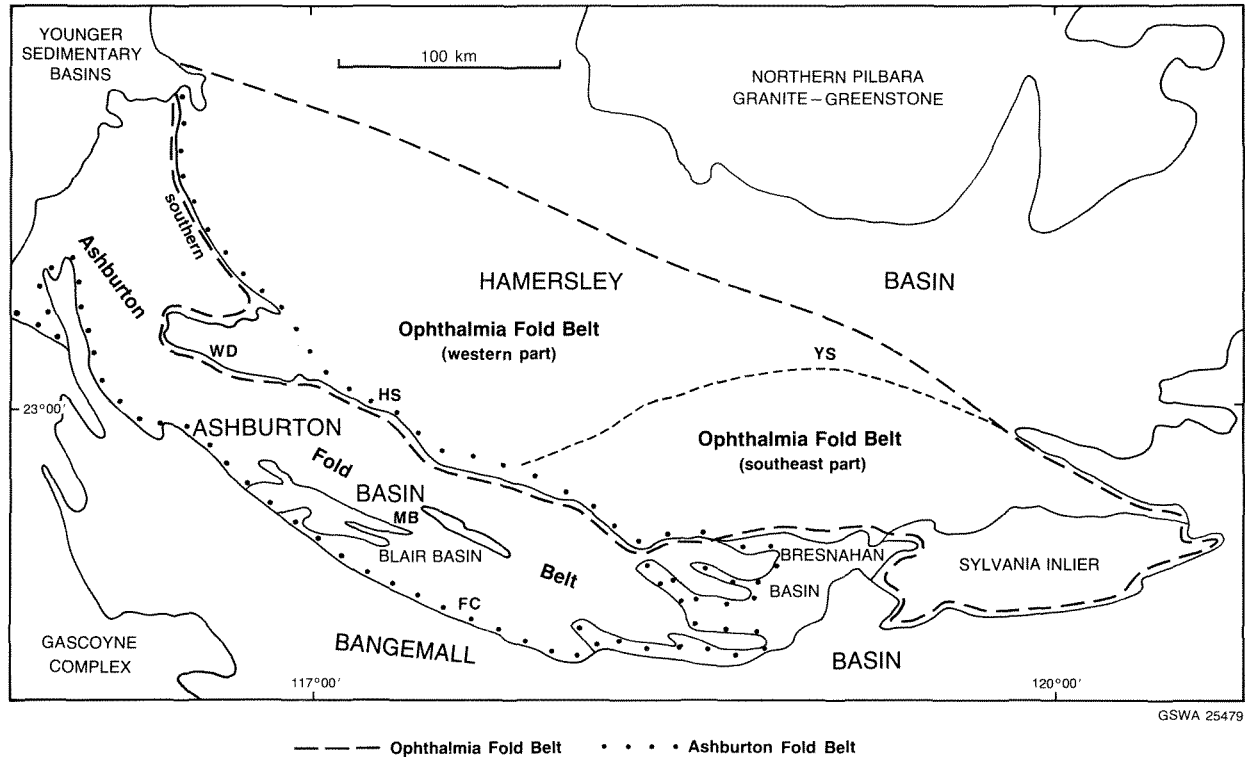 YOUNGER
SEDIMENTARY
BASINS
100 km
NORTHERN PILBARA
GRANITE–GREENSTONE
southern
Ashburton
HAMERSLEY
BASIN
Ophthalmia Fold Belt
(western part)
WD
YS
HS
23°00'
ASHBURTON
Ophthalmia Fold Belt
(southeast part)
Fold
BASIN
MB
BLAIR BASIN
BRESNAHAN
BASIN
SYLVANIA INLIER
Belt
FC
GASCOYNE
COMPLEX
BANGEMALL
BASIN
117°00'
120°00'
GSWA 25479
Ophthalmia Fold Belt
Ashburton Fold Belt